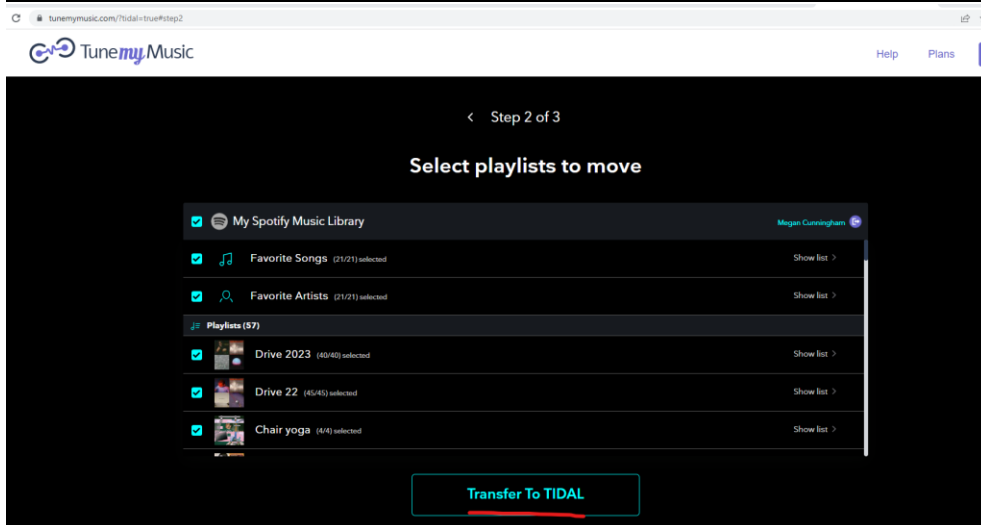 tunemymusic.com/?tidal=true#step2
TunemyMusic
Help Plans
< Step 2 of 3
Select playlists to move
My Spotify Music Library Megan Cunningham
Favorite Songs (21/21) selected Show list >
Favorite Artists (21/21) selected Show list >
Playlists (57)
Drive 2023 (40/40) selected Show list >
Drive 22 (45/45) selected Show list >
Chair yoga (4/4) selected Show list >
Transfer To TIDAL